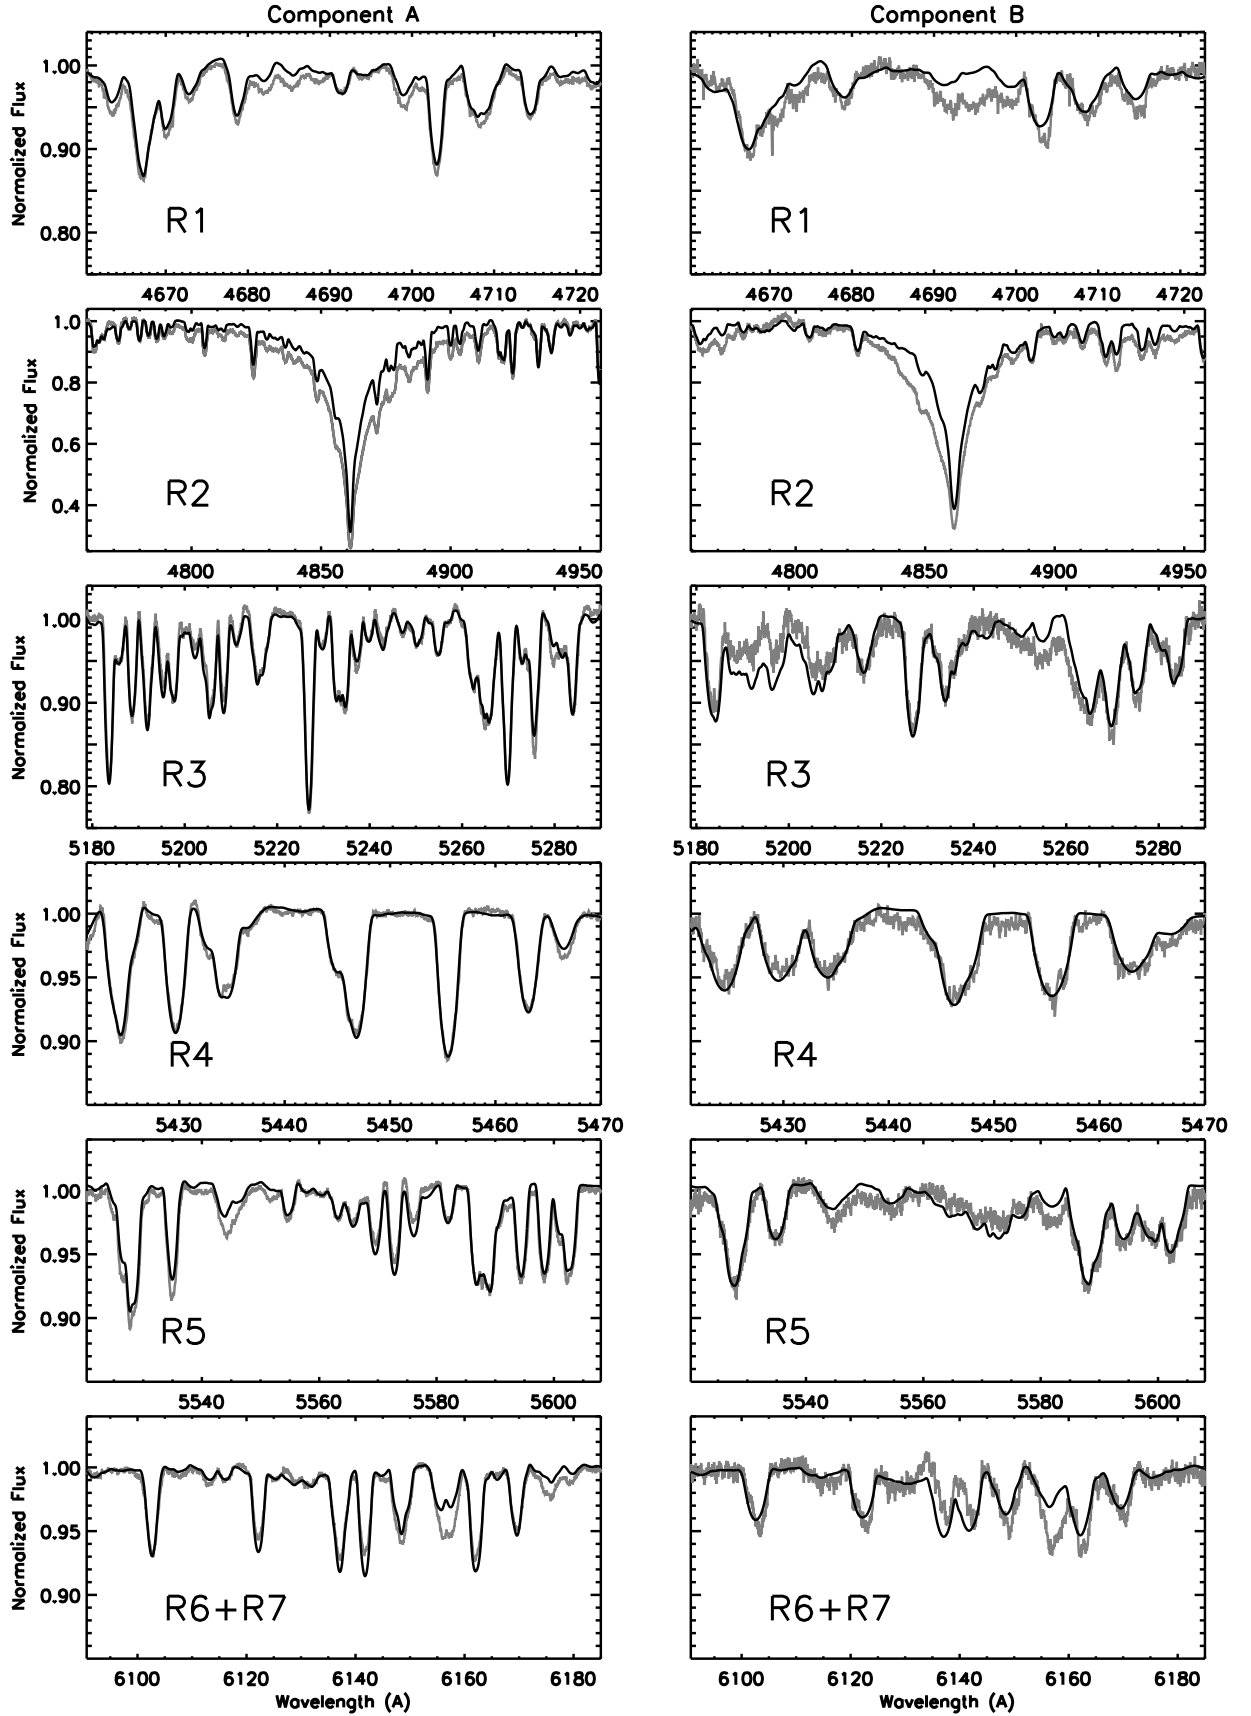 Component A
Component B
Normalized Flux
1.00
0.90
0.80
R1
R1
4670 4680 4690 4700 4710 4720
4670 4680 4690 4700 4710 4720
Normalized Flux
1.0
0.8
0.6
0.4
R2
R2
4800 4850 4900 4950
4800 4850 4900 4950
Normalized Flux
1.00
0.90
0.80
R3
R3
5180 5200 5220 5240 5260 5280
5180 5200 5220 5240 5260 5280
Normalized Flux
1.00
0.95
0.90
R4
R4
5430 5440 5450 5460 5470
5430 5440 5450 5460 5470
Normalized Flux
1.00
0.95
0.90
R5
R5
5540 5560 5580 5600
5540 5560 5580 5600
Normalized Flux
1.00
0.95
0.90
R6+R7
R6+R7
6100 6120 6140 6160 6180
6100 6120 6140 6160 6180
Wavelength (A)
Wavelength (A)